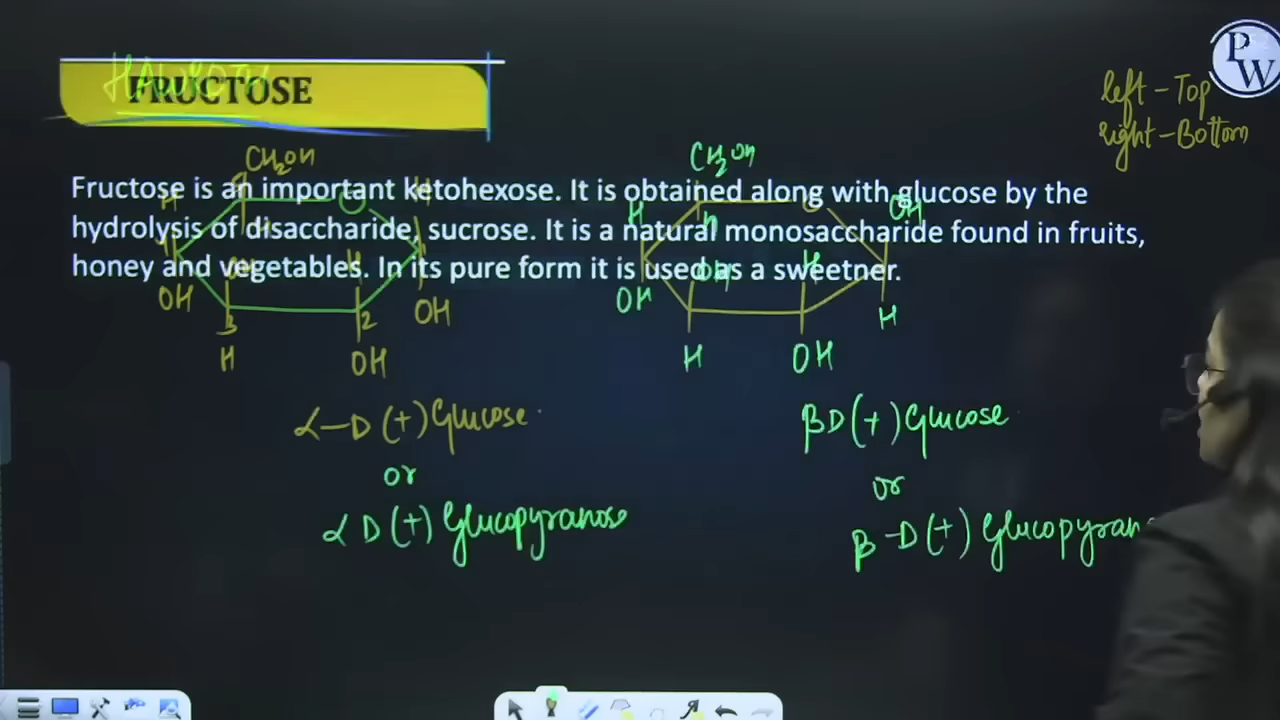 PW
left - Top
right - Bottom
FRUCTOSE
CH₂OH
CH₂OH
Fructose is an important ketohexose. It is obtained along with glucose by the
hydrolysis of disaccharide, sucrose. It is a natural monosaccharide found in fruits,
honey and vegetables. In its pure form it is used as a sweetner.
H
OH
H
OH
H
OH
OH
OH
H
3
2
H
OH
H
OH
α-D (+) Glucose
βD (+) Glucose
or
or
α D (+) Glucopyranose
β-D(+) Glucopyran